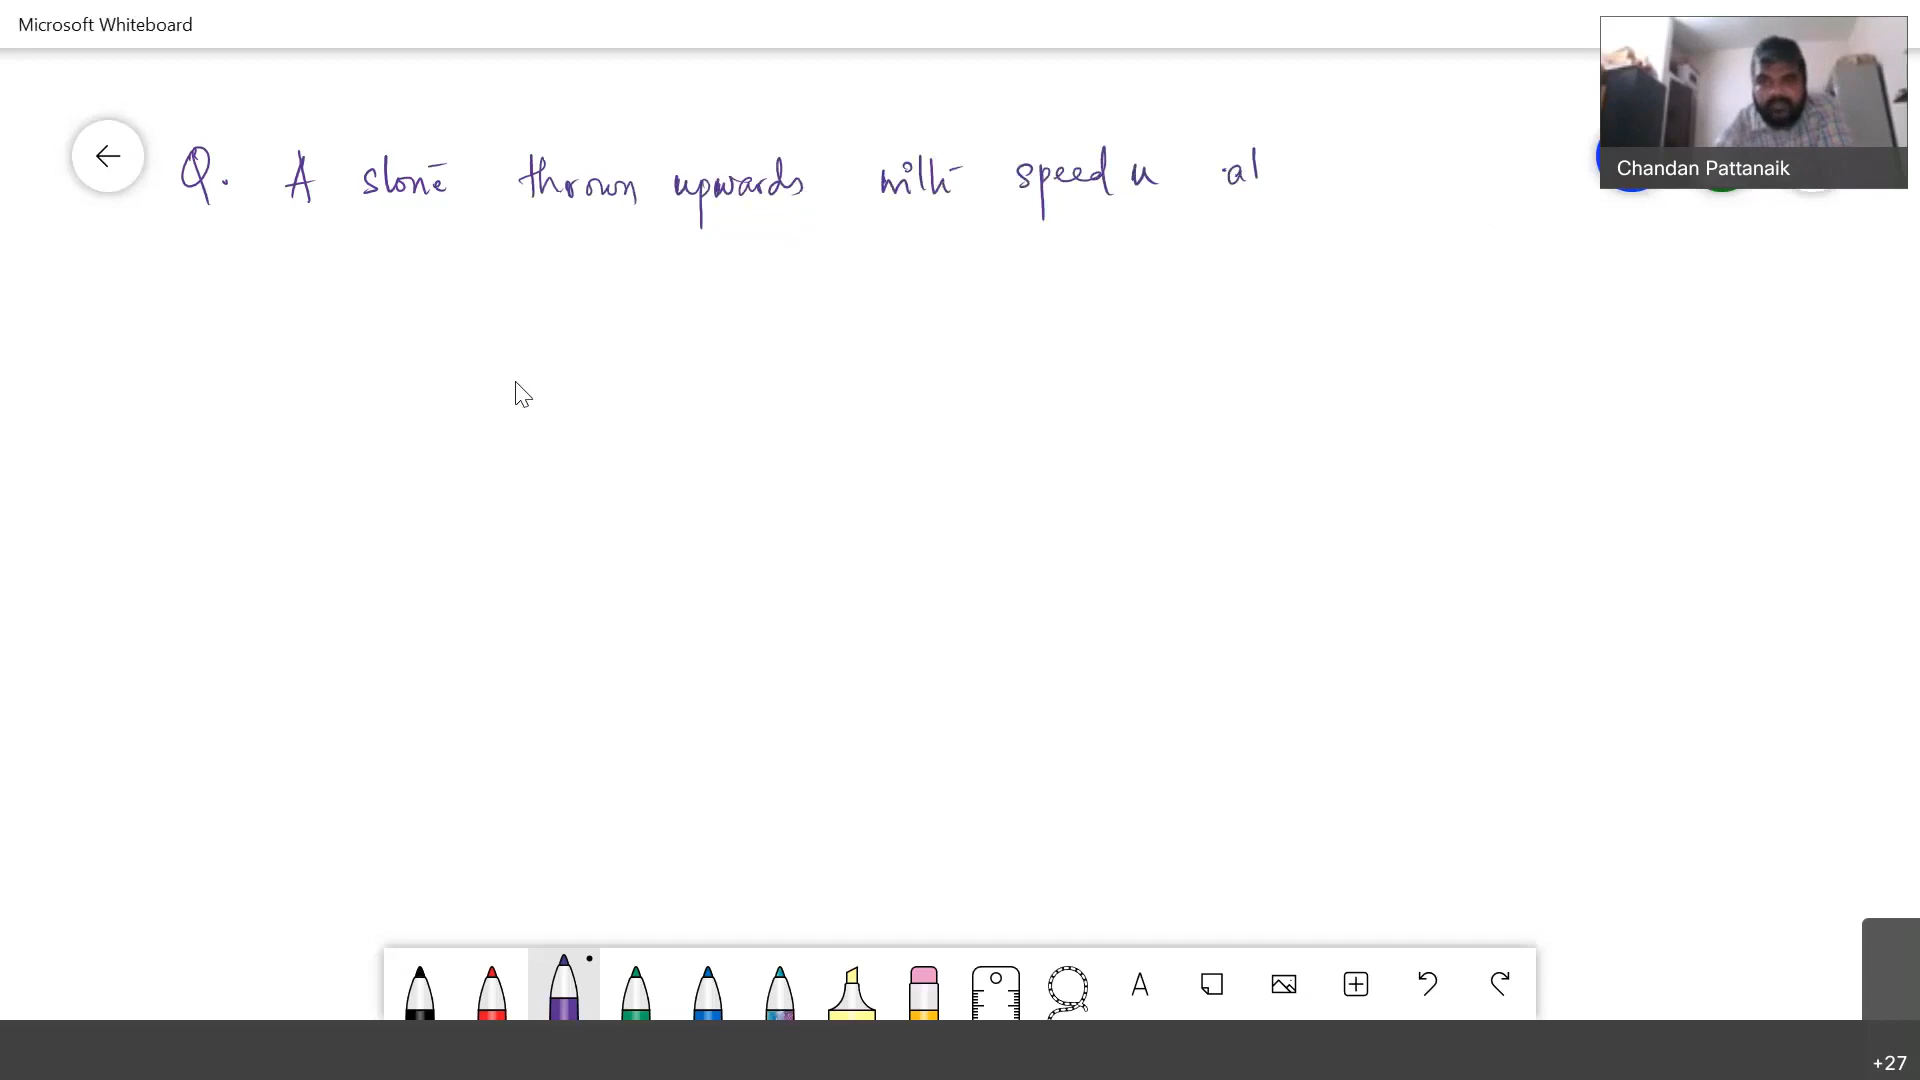 Microsoft Whiteboard
Q. A stone thrown upwards with speed u at
Chandan Pattanaik
+27